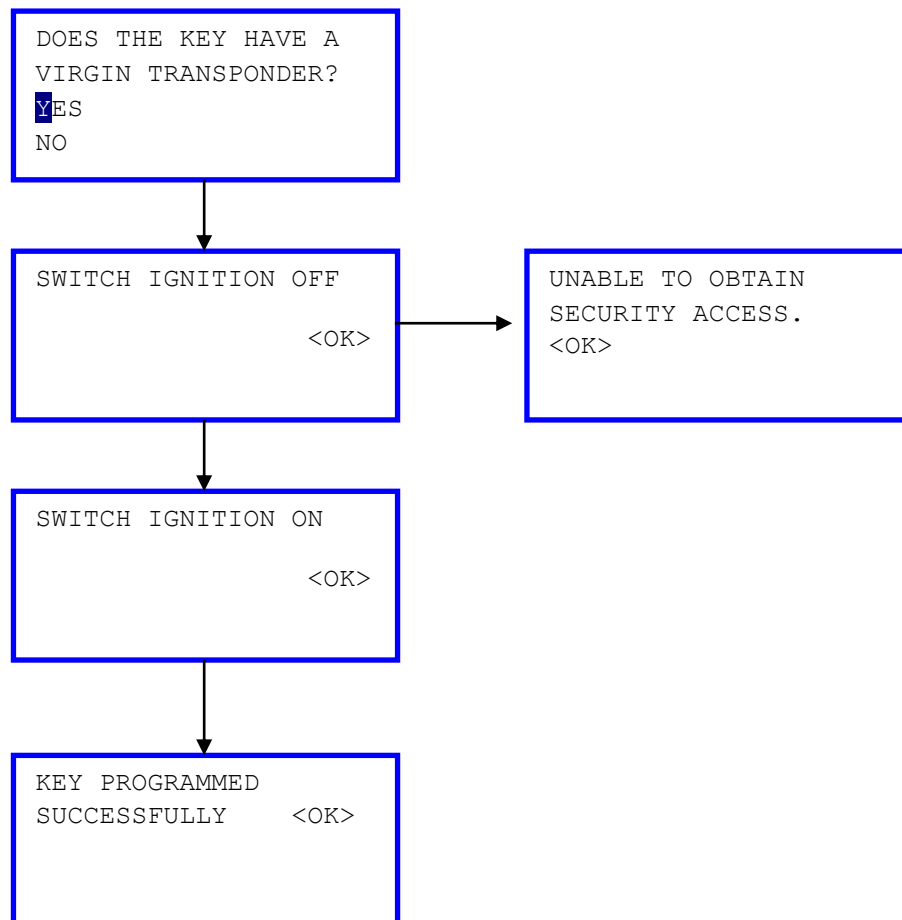 DOES THE KEY HAVE A
VIRGIN TRANSPONDER?
YES
NO
SWITCH IGNITION OFF
<OK>
UNABLE TO OBTAIN
SECURITY ACCESS.
<OK>
SWITCH IGNITION ON
<OK>
KEY PROGRAMMED
SUCCESSFULLY <OK>